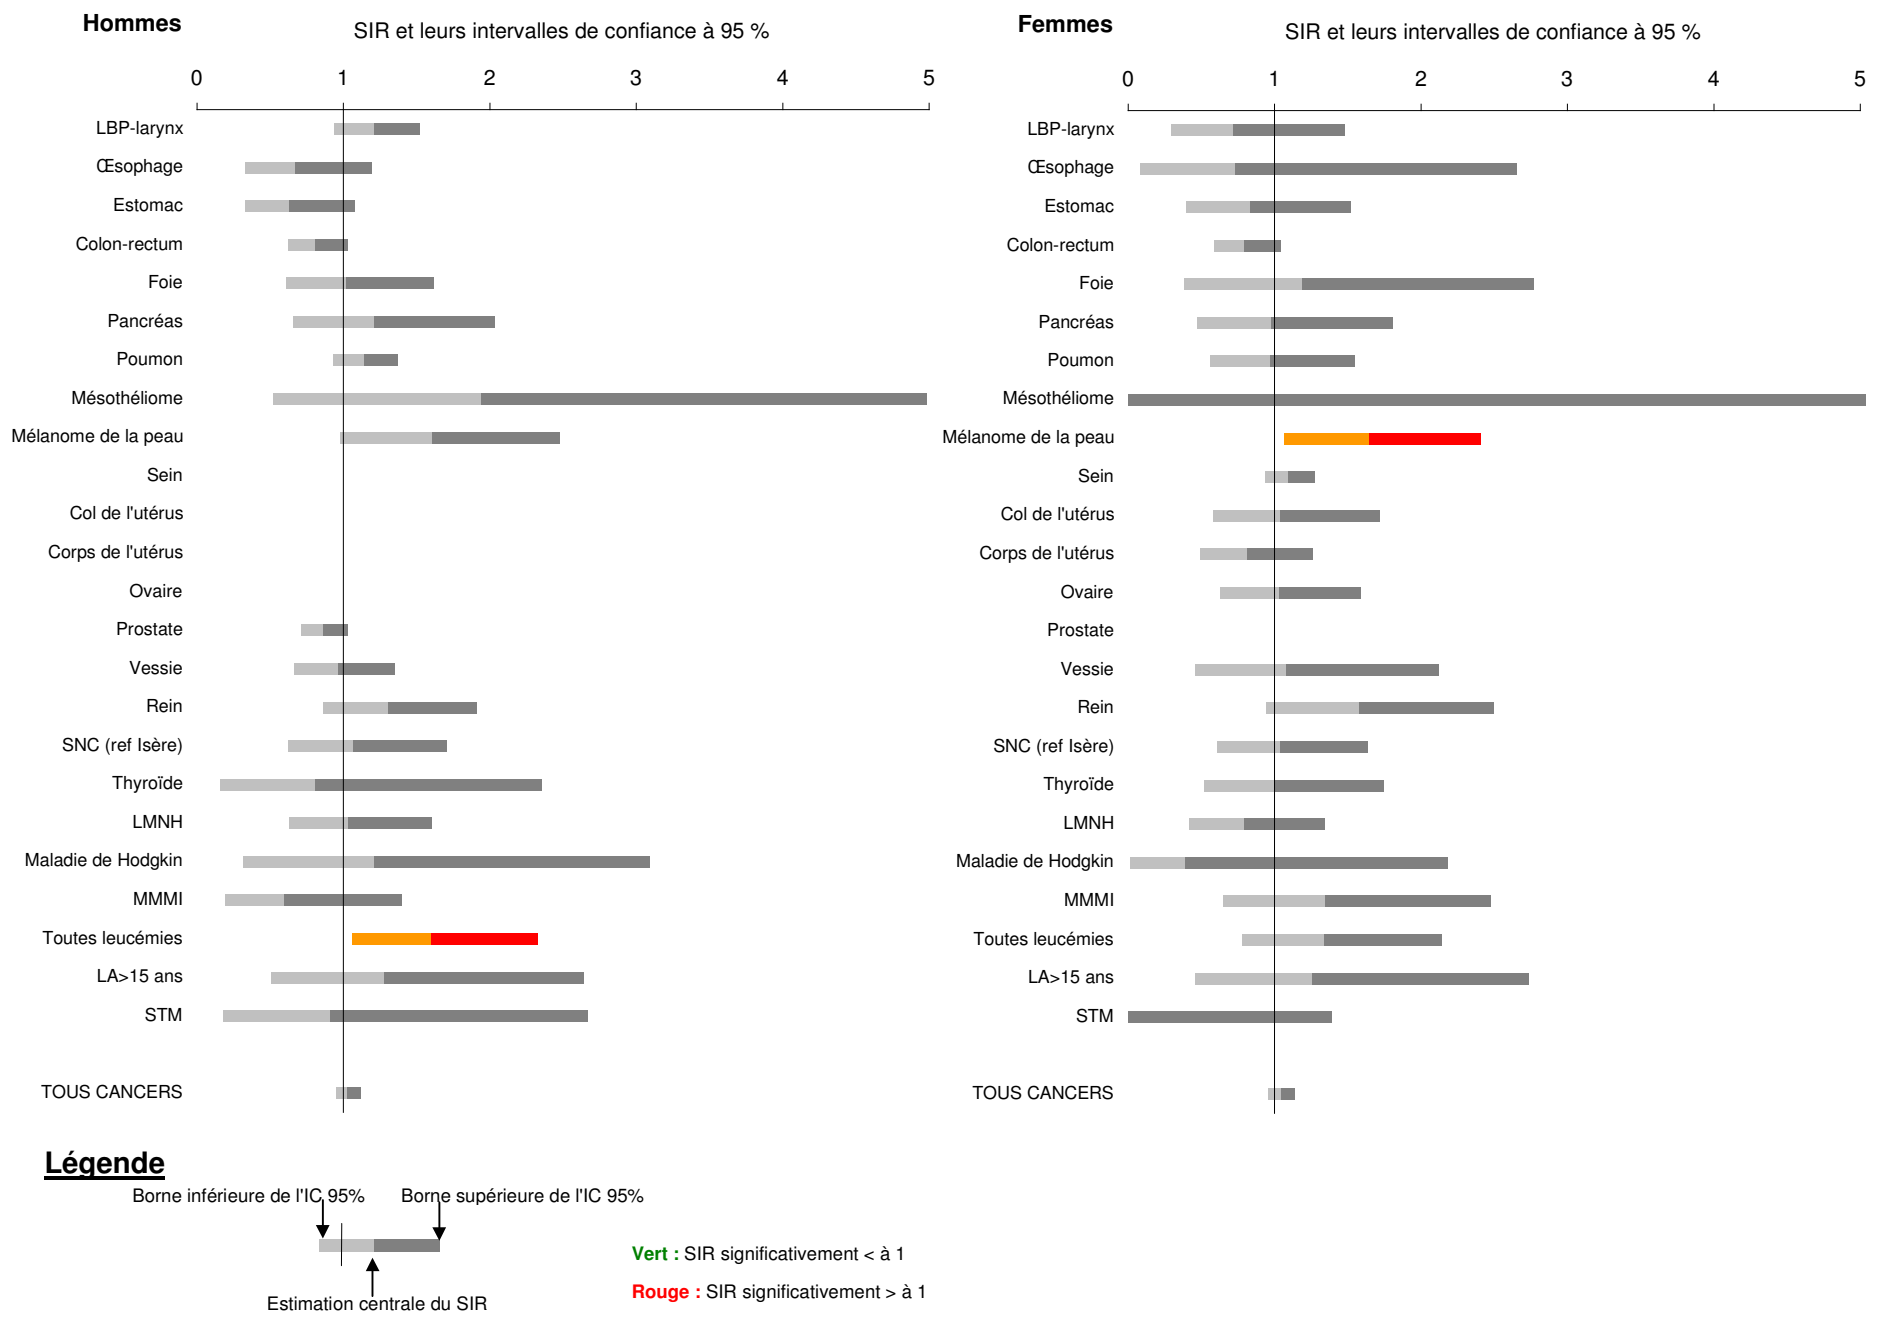 Hommes
SIR et leurs intervalles de confiance à 95 %
0 1 2 3 4 5
LBP-larynx
Œsophage
Estomac
Colon-rectum
Foie
Pancréas
Poumon
Mésothéliome
Mélanome de la peau
Sein
Col de l'utérus
Corps de l'utérus
Ovaire
Prostate
Vessie
Rein
SNC (ref Isère)
Thyroïde
LMNH
Maladie de Hodgkin
MMMI
Toutes leucémies
LA>15 ans
STM
TOUS CANCERS
Femmes
SIR et leurs intervalles de confiance à 95 %
0 1 2 3 4 5
LBP-larynx
Œsophage
Estomac
Colon-rectum
Foie
Pancréas
Poumon
Mésothéliome
Mélanome de la peau
Sein
Col de l'utérus
Corps de l'utérus
Ovaire
Prostate
Vessie
Rein
SNC (ref Isère)
Thyroïde
LMNH
Maladie de Hodgkin
MMMI
Toutes leucémies
LA>15 ans
STM
TOUS CANCERS
Légende
Borne inférieure de l'IC 95%
Borne supérieure de l'IC 95%
Estimation centrale du SIR
Vert : SIR significativement < à 1
Rouge : SIR significativement > à 1